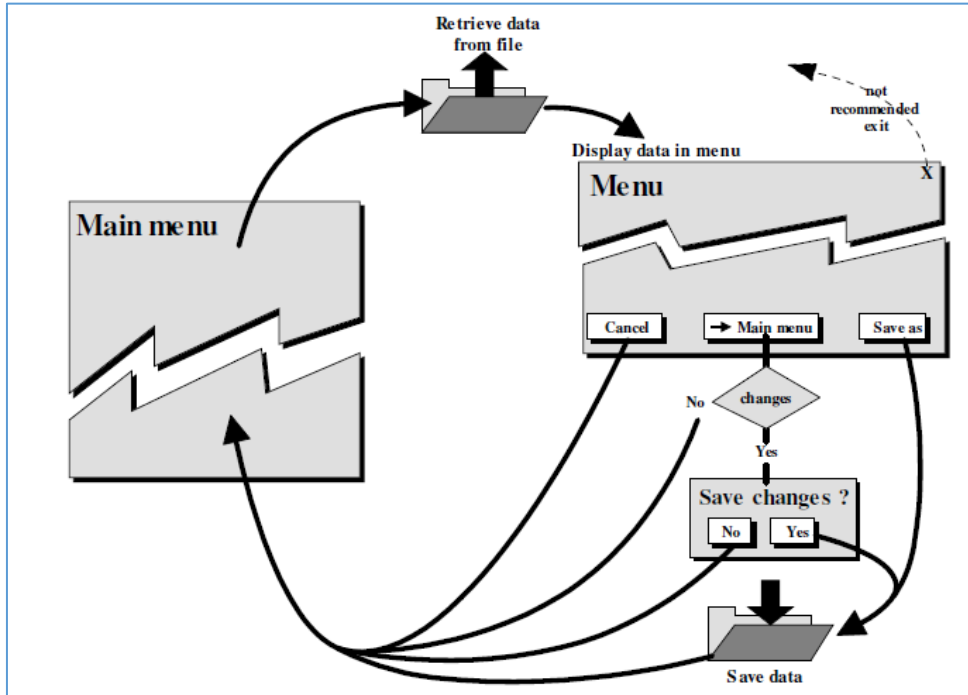 Retrieve data
from file
not
recommended
exit
Display data in menu
X
Menu
Main menu
Cancel
Main menu
Save as
changes
No
Yes
Save changes ?
No
Yes
Save data